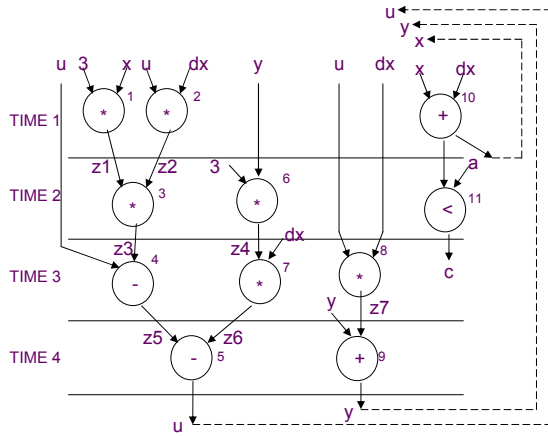 u
y
x
u 3 x u dx y u dx x dx
1 2 10
TIME 1 * * +
z1 z2 a
TIME 2 3 6 11
3 * * <
z3 z4 dx c
TIME 3 4 7 8
- * *
z5 z6 y z7
TIME 4 - 5 + 9
u y